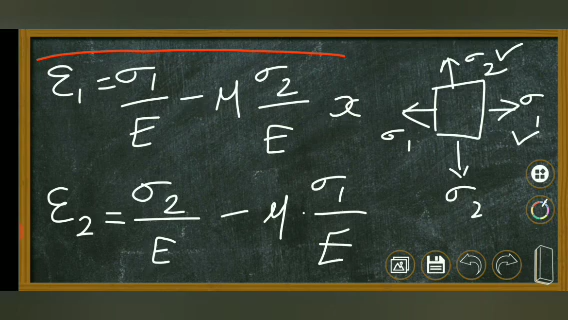 ε₁ = σ₁/E - μ σ₂/E x
ε₂ = σ₂/E - μ · σ₁/E
σ₂
σ₁
σ₁
σ₂